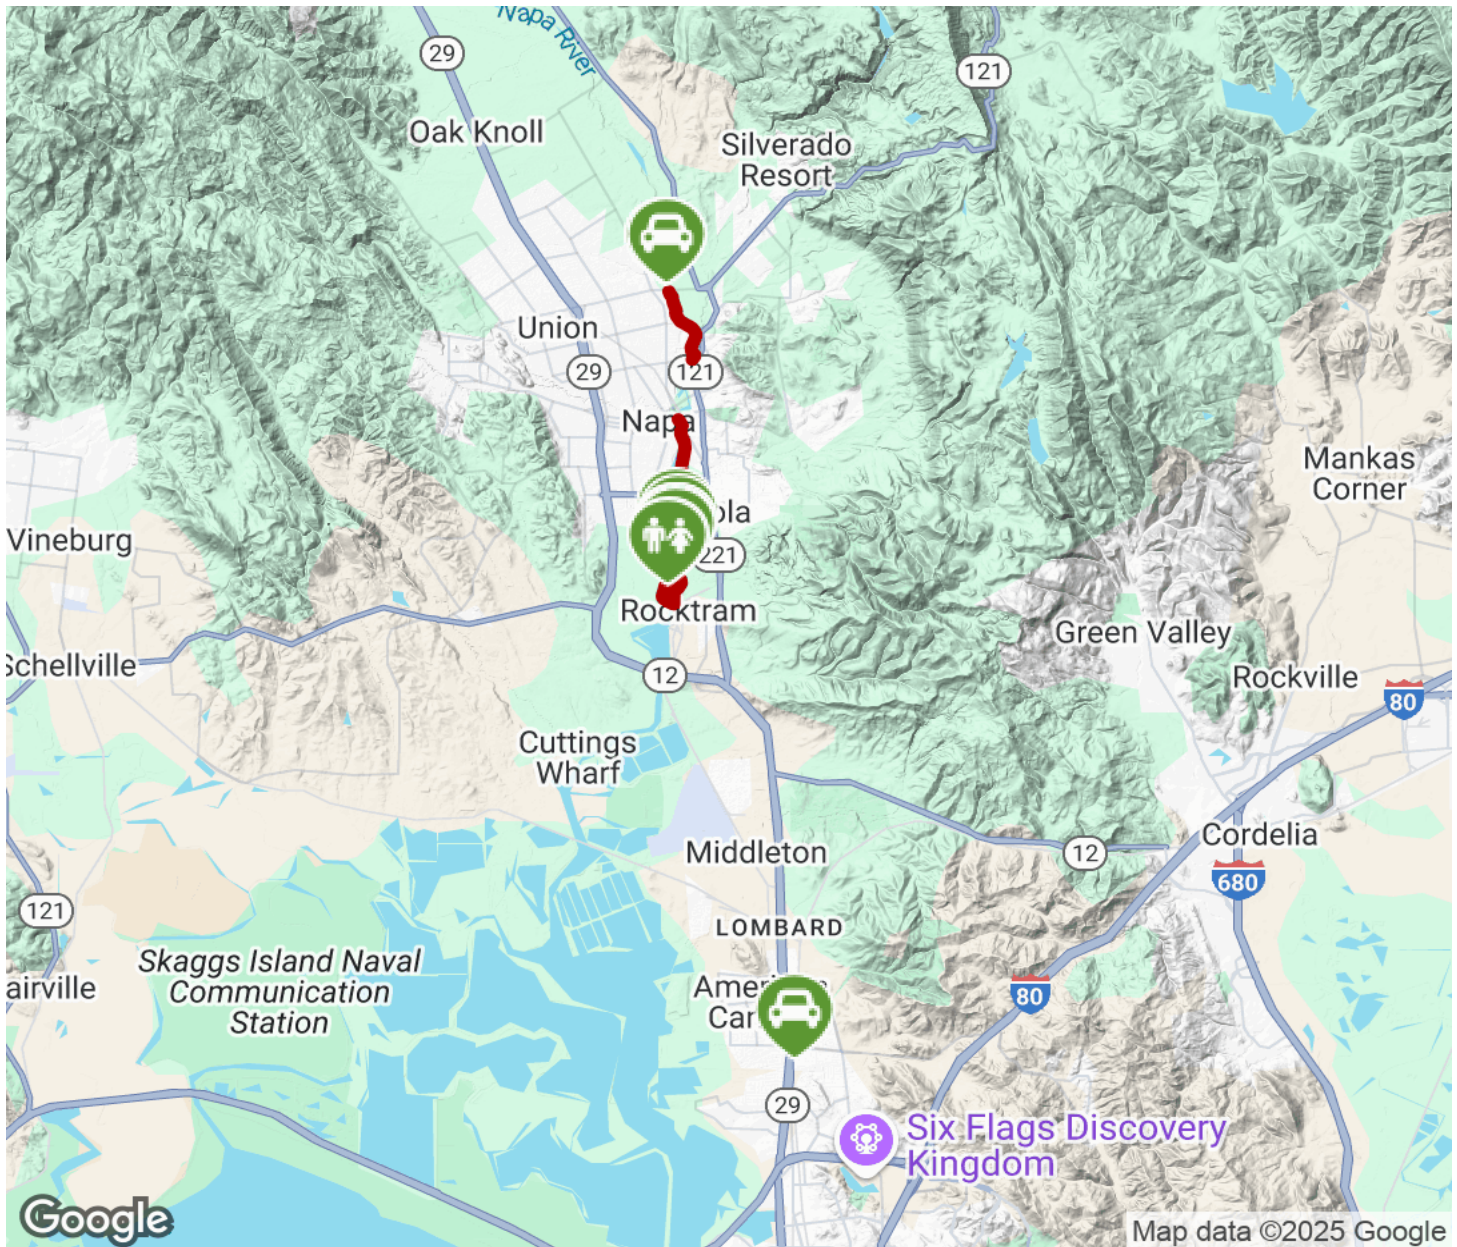 Napa River
29
121
Oak Knoll
Silverado
Resort
Union
29
121
Napa
Mankas
Corner
ola
Vineburg
221
Rocktram
Green Valley
Schellville
12
Rockville
80
Cuttings
Wharf
Cordelia
Middleton
12
680
121
LOMBARD
Skaggs Island Naval
Communication
Station
airville
80
29
Six Flags Discovery
Kingdom
Google
Map data ©2025 Google